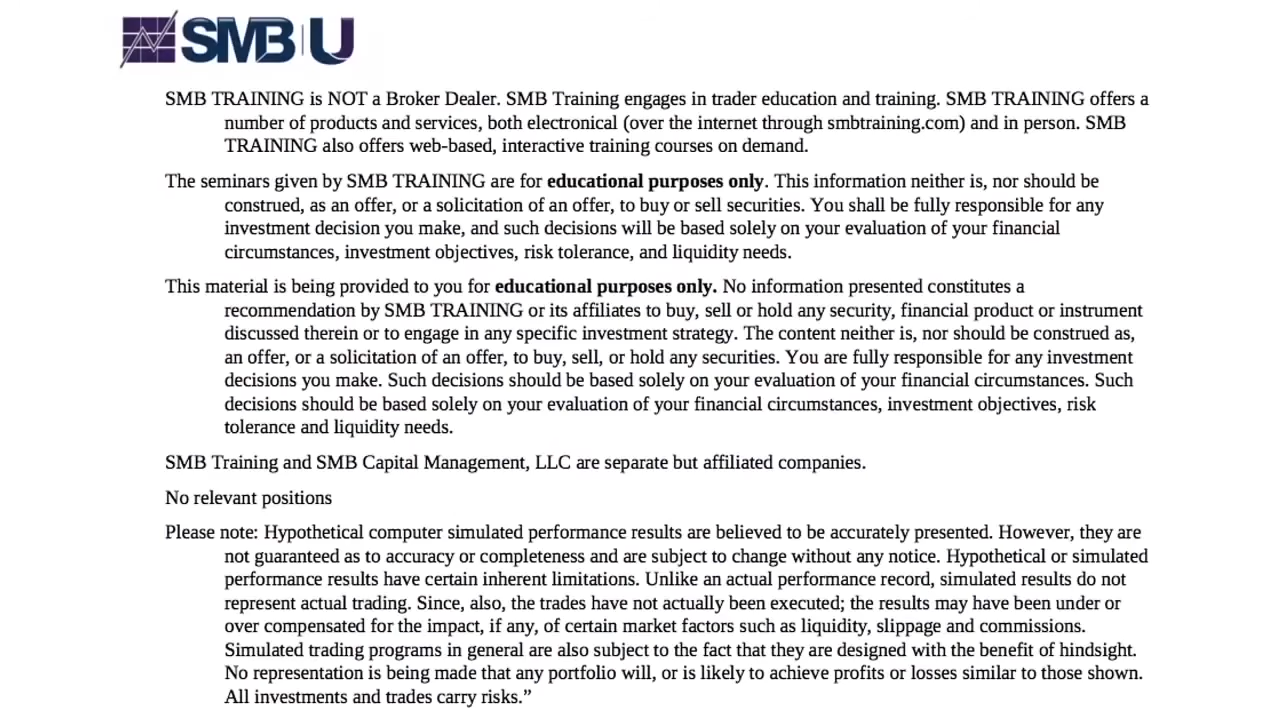 SMB U
SMB TRAINING is NOT a Broker Dealer. SMB Training engages in trader education and training. SMB TRAINING offers a
number of products and services, both electronical (over the internet through smbtraining.com) and in person. SMB
TRAINING also offers web-based, interactive training courses on demand.
The seminars given by SMB TRAINING are for educational purposes only. This information neither is, nor should be
construed, as an offer, or a solicitation of an offer, to buy or sell securities. You shall be fully responsible for any
investment decision you make, and such decisions will be based solely on your evaluation of your financial
circumstances, investment objectives, risk tolerance, and liquidity needs.
This material is being provided to you for educational purposes only. No information presented constitutes a
recommendation by SMB TRAINING or its affiliates to buy, sell or hold any security, financial product or instrument
discussed therein or to engage in any specific investment strategy. The content neither is, nor should be construed as,
an offer, or a solicitation of an offer, to buy, sell, or hold any securities. You are fully responsible for any investment
decisions you make. Such decisions should be based solely on your evaluation of your financial circumstances. Such
decisions should be based solely on your evaluation of your financial circumstances, investment objectives, risk
tolerance and liquidity needs.
SMB Training and SMB Capital Management, LLC are separate but affiliated companies.
No relevant positions
Please note: Hypothetical computer simulated performance results are believed to be accurately presented. However, they are
not guaranteed as to accuracy or completeness and are subject to change without any notice. Hypothetical or simulated
performance results have certain inherent limitations. Unlike an actual performance record, simulated results do not
represent actual trading. Since, also, the trades have not actually been executed; the results may have been under or
over compensated for the impact, if any, of certain market factors such as liquidity, slippage and commissions.
Simulated trading programs in general are also subject to the fact that they are designed with the benefit of hindsight.
No representation is being made that any portfolio will, or is likely to achieve profits or losses similar to those shown.
All investments and trades carry risks.”